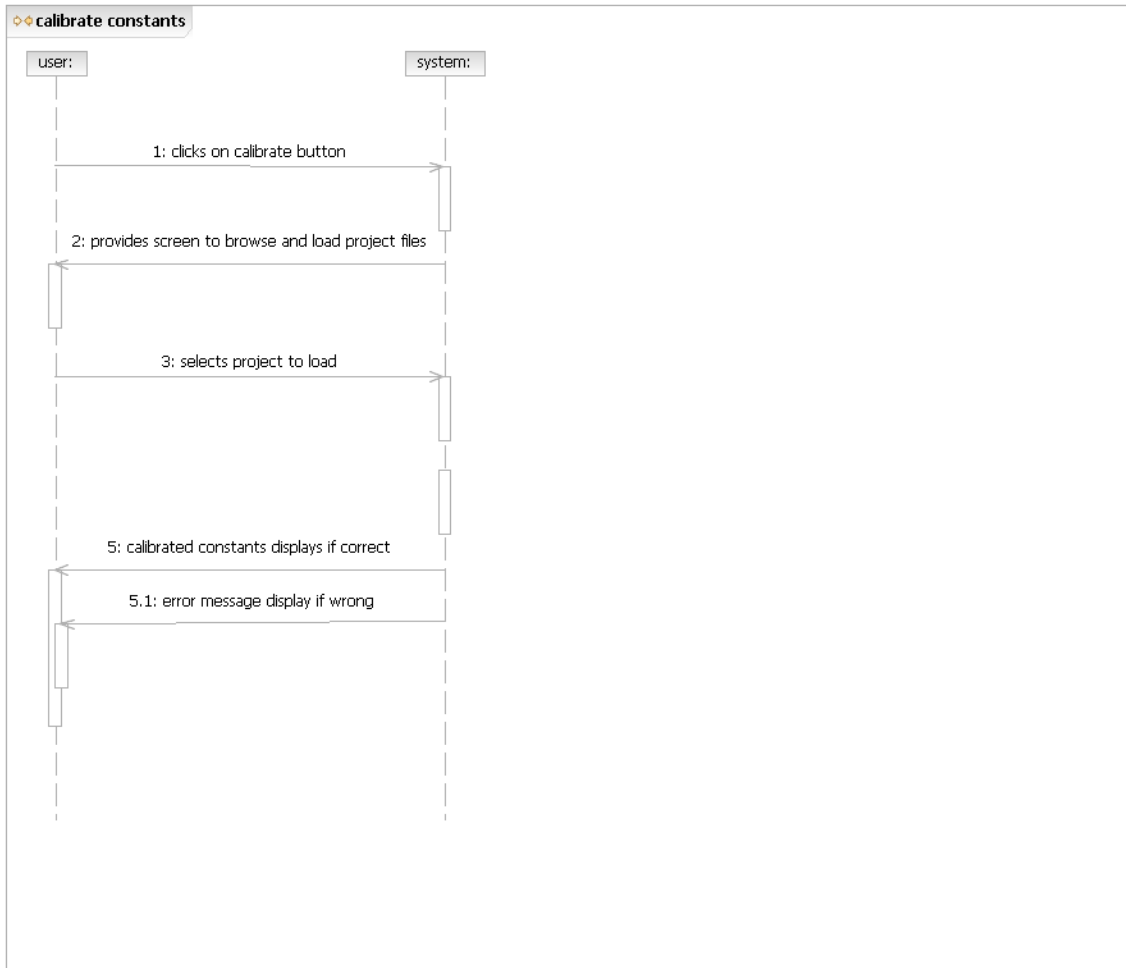 calibrate constants
user:
system:
1: clicks on calibrate button
2: provides screen to browse and load project files
3: selects project to load
5: calibrated constants displays if correct
5.1: error message display if wrong